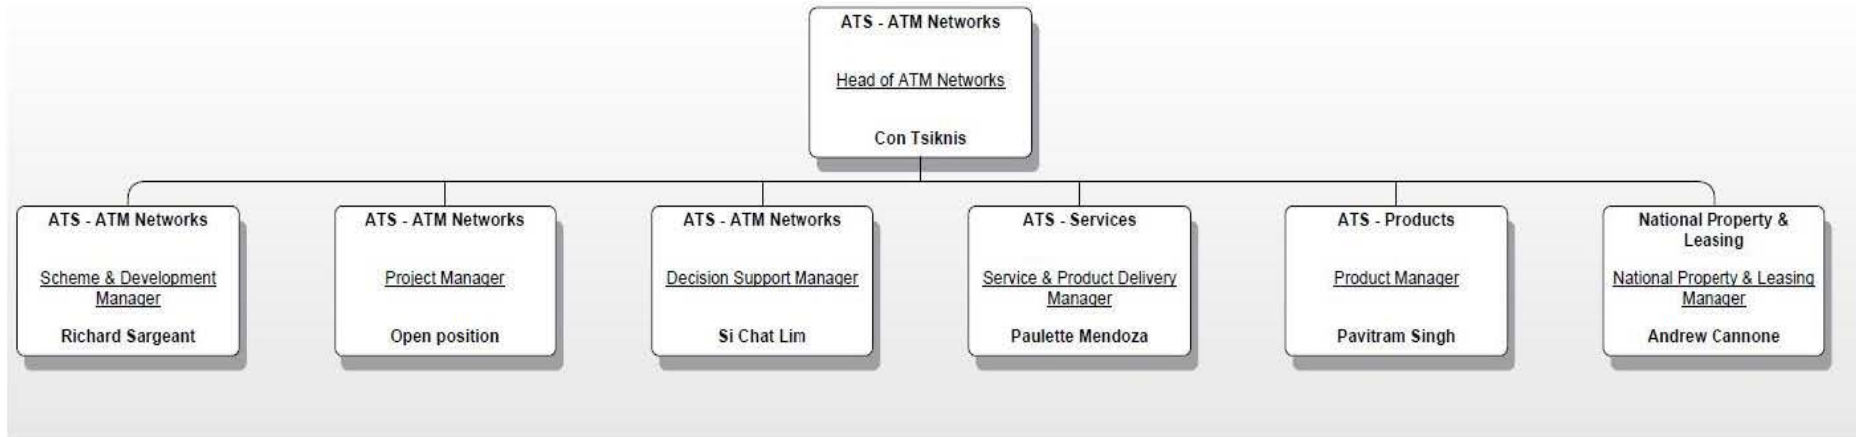 ATS - ATM Networks
Head of ATM Networks
Con Tsiknis
ATS - ATM Networks
Scheme & Development
Manager
Richard Sargeant
ATS - ATM Networks
Project Manager
Open position
ATS - ATM Networks
Decision Support Manager
Si Chat Lim
ATS - Services
Service & Product Delivery
Manager
Paulette Mendoza
ATS - Products
Product Manager
Pavitram Singh
National Property &
Leasing
National Property & Leasing
Manager
Andrew Cannone